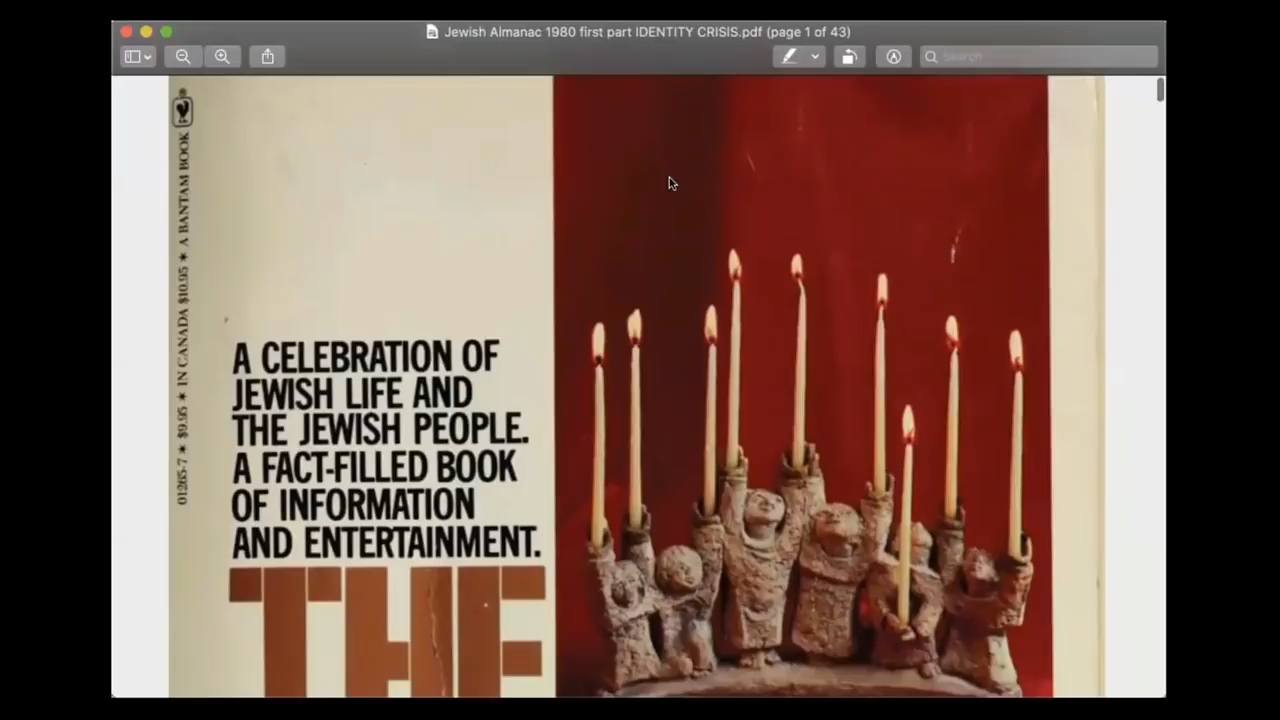 Jewish Almanac 1980 first part IDENTITY CRISIS.pdf (page 1 of 43)
Search
01265-7 ★ $9.95 ★ IN CANADA $10.95 ★ A BANTAM BOOK
A CELEBRATION OF
JEWISH LIFE AND
THE JEWISH PEOPLE.
A FACT-FILLED BOOK
OF INFORMATION
AND ENTERTAINMENT.
THE